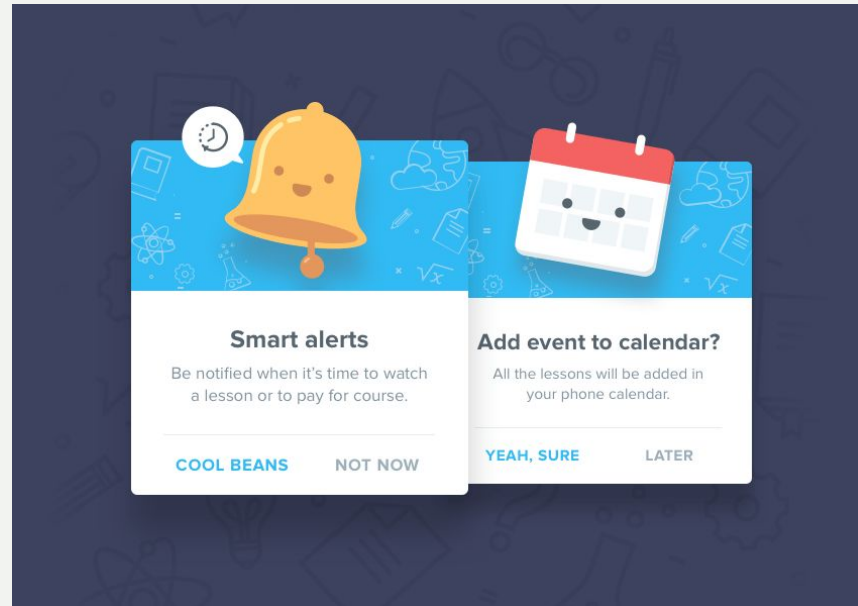 Smart alerts
Be notified when it's time to watch
a lesson or to pay for course.
COOL BEANS NOT NOW
Add event to calendar?
All the lessons will be added in
your phone calendar.
YEAH, SURE LATER
√x
√x